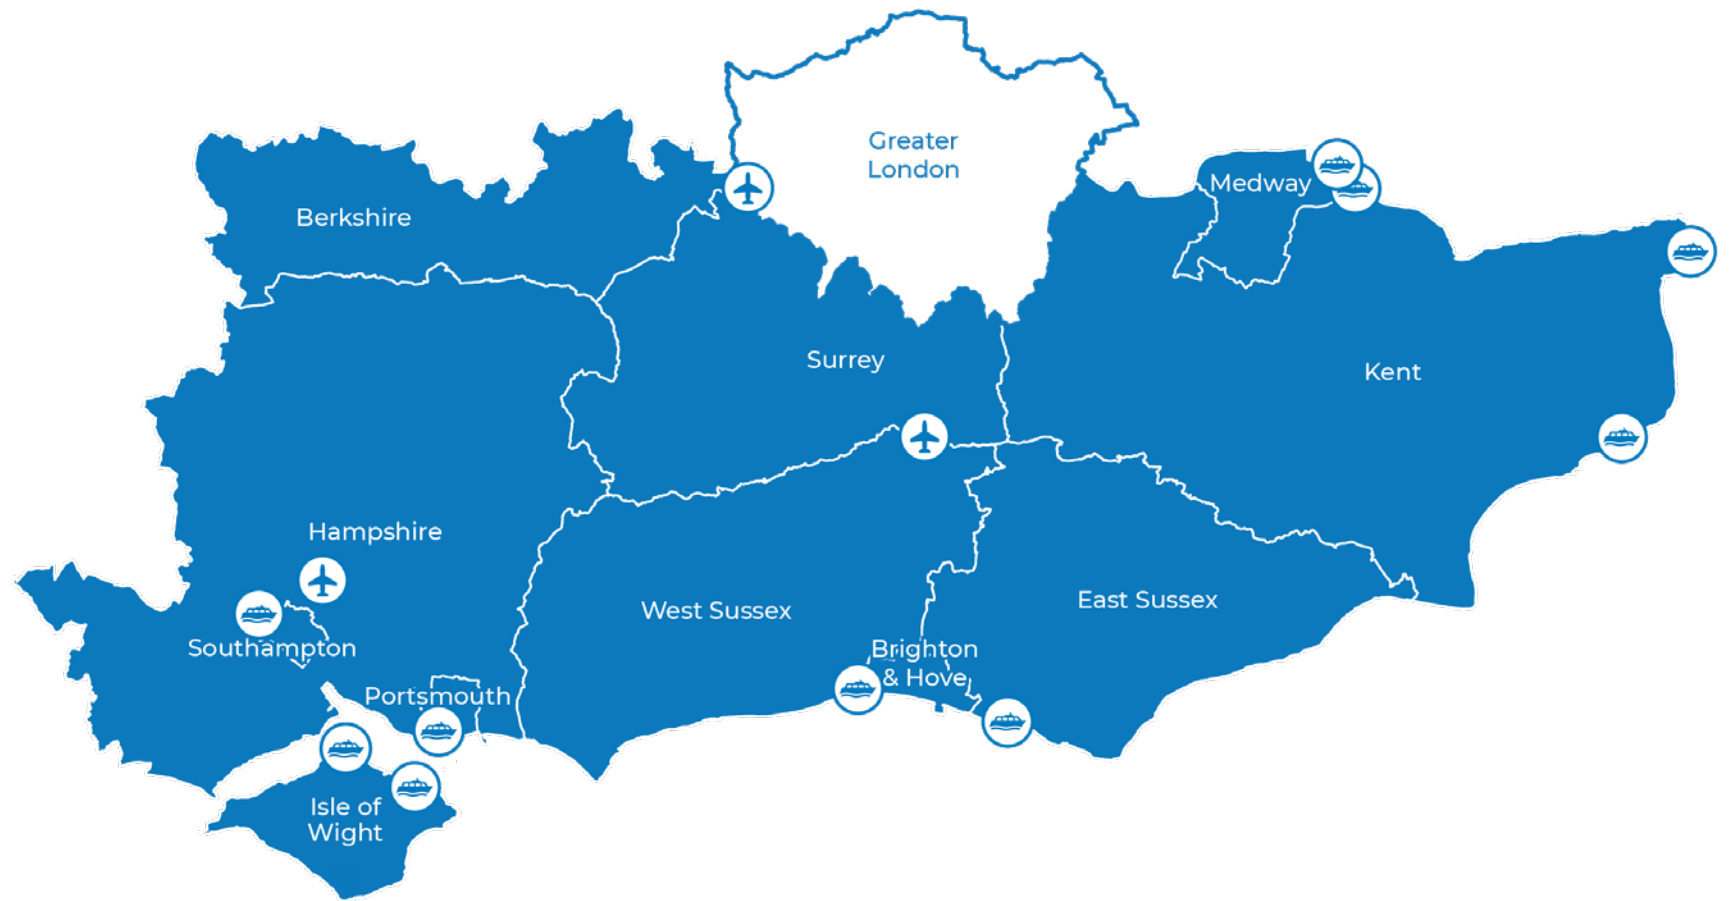 Greater
London
Medway
Berkshire
Surrey
Kent
Hampshire
West Sussex
East Sussex
Southampton
Brighton
& Hove
Portsmouth
Isle of
Wight